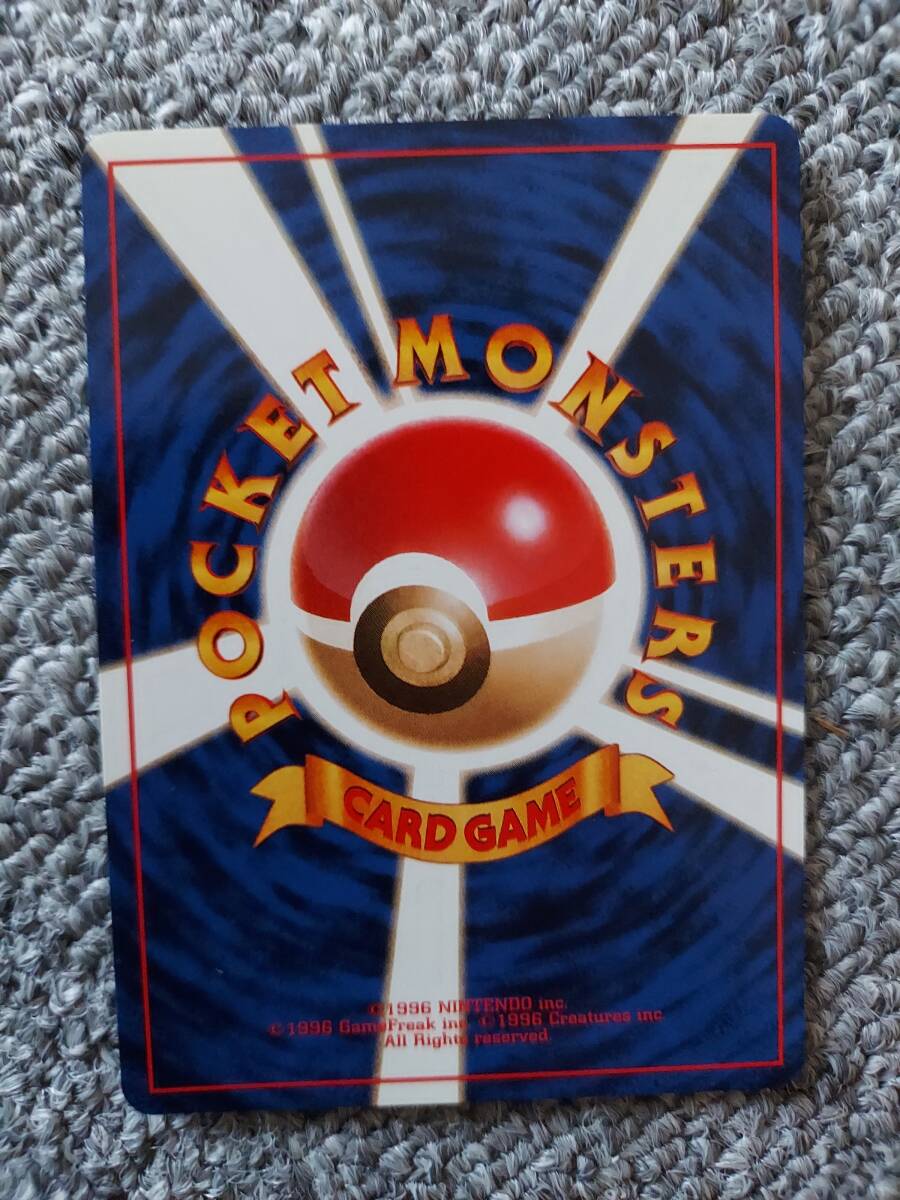 POCKET MONSTERS
CARD GAME
©1996 NINTENDO inc.
©1996 GameFreak inc. ©1996 Creatures inc.
All Rights reserved.